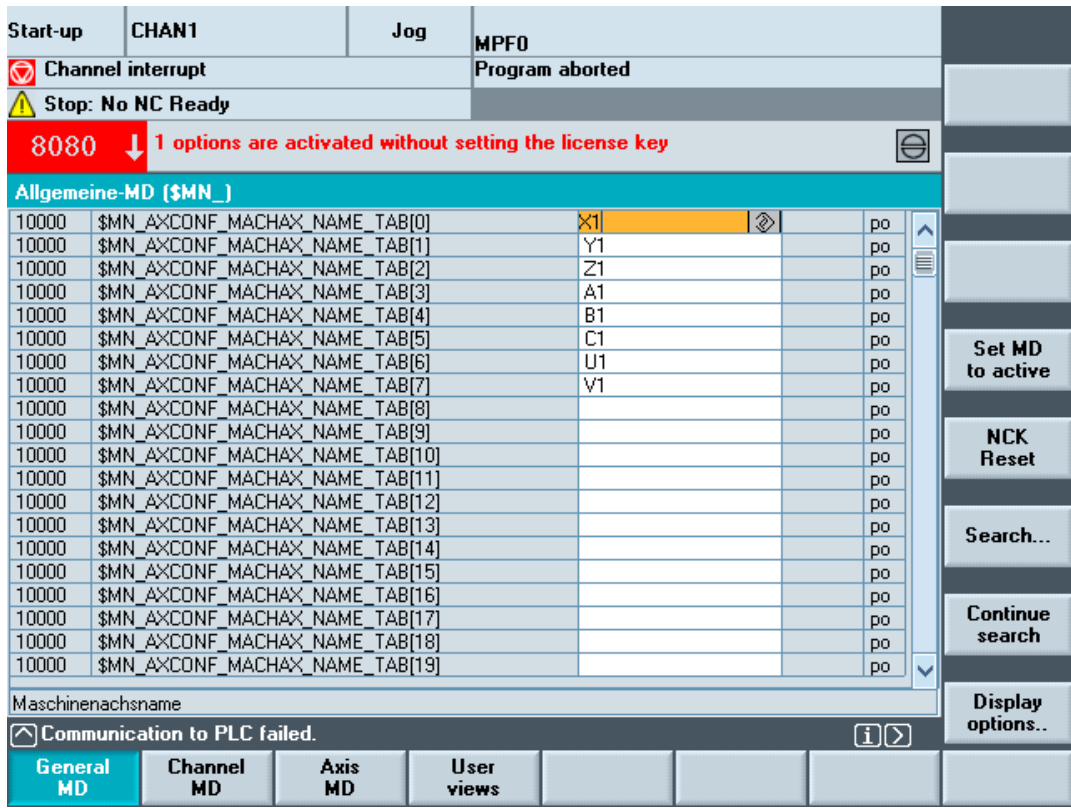 Start-up CHAN1 Jog MPF0
Channel interrupt Program aborted
Stop: No NC Ready
8080 1 options are activated without setting the license key
Allgemeine-MD ($MN_)
10000 $MN_AXCONF_MACHAX_NAME_TAB[0] X1 po
10000 $MN_AXCONF_MACHAX_NAME_TAB[1] Y1 po
10000 $MN_AXCONF_MACHAX_NAME_TAB[2] Z1 po
10000 $MN_AXCONF_MACHAX_NAME_TAB[3] A1 po
10000 $MN_AXCONF_MACHAX_NAME_TAB[4] B1 po
10000 $MN_AXCONF_MACHAX_NAME_TAB[5] C1 po
10000 $MN_AXCONF_MACHAX_NAME_TAB[6] U1 po
10000 $MN_AXCONF_MACHAX_NAME_TAB[7] V1 po
10000 $MN_AXCONF_MACHAX_NAME_TAB[8] po
10000 $MN_AXCONF_MACHAX_NAME_TAB[9] po
10000 $MN_AXCONF_MACHAX_NAME_TAB[10] po
10000 $MN_AXCONF_MACHAX_NAME_TAB[11] po
10000 $MN_AXCONF_MACHAX_NAME_TAB[12] po
10000 $MN_AXCONF_MACHAX_NAME_TAB[13] po
10000 $MN_AXCONF_MACHAX_NAME_TAB[14] po
10000 $MN_AXCONF_MACHAX_NAME_TAB[15] po
10000 $MN_AXCONF_MACHAX_NAME_TAB[16] po
10000 $MN_AXCONF_MACHAX_NAME_TAB[17] po
10000 $MN_AXCONF_MACHAX_NAME_TAB[18] po
10000 $MN_AXCONF_MACHAX_NAME_TAB[19] po
Maschinenachsname
Communication to PLC failed.
General
MD
Channel
MD
Axis
MD
User
views
Set MD
to active
NCK
Reset
Search...
Continue
search
Display
options..